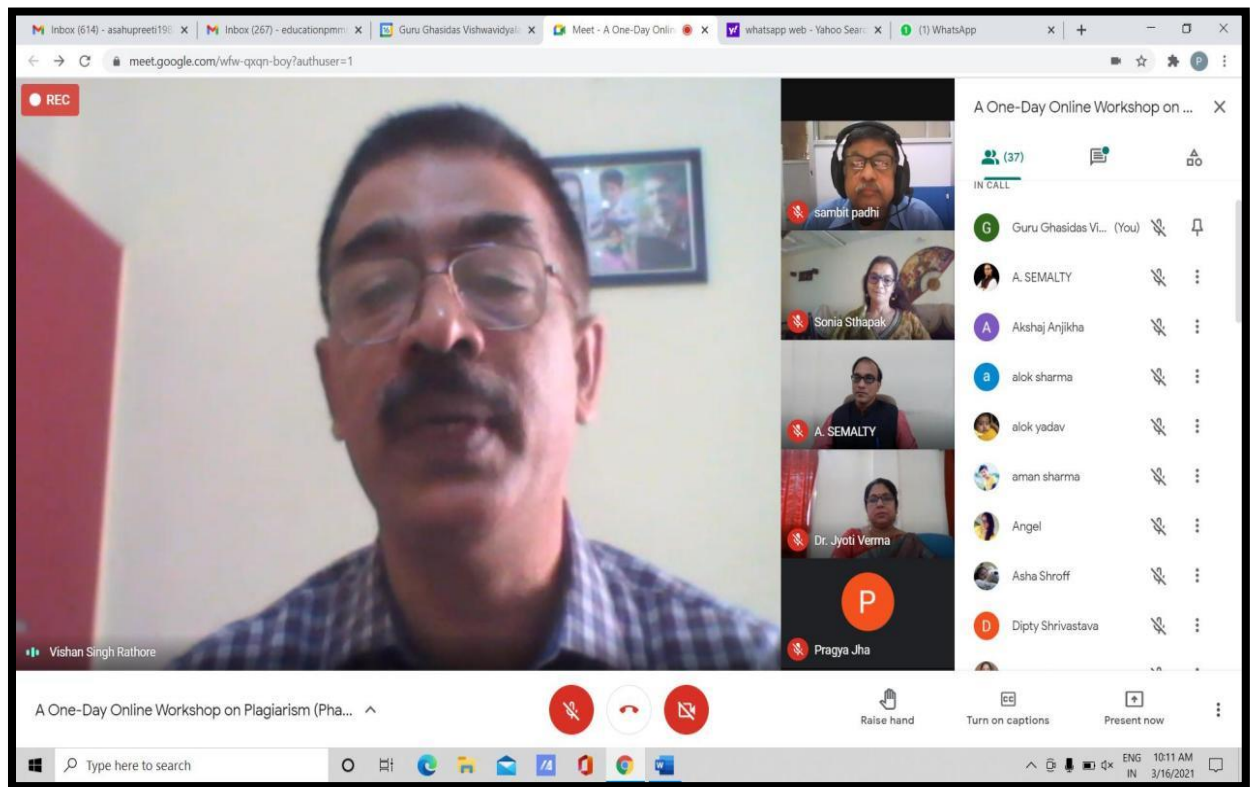 Inbox (614) - asahupreeti198
Inbox (267) - educationpmm
Guru Ghasidas Vishwavidyala
Meet - A One-Day Onlin
whatsapp web - Yahoo Searc
(1) WhatsApp
meet.google.com/wfw-qxqn-boy?authuser=1
P
REC
Vishan Singh Rathore
sambit padhi
Sonia Sthapak
A. SEMALTY
Dr. Jyoti Verma
P
Pragya Jha
A One-Day Online Workshop on ...
(37)
IN CALL
G Guru Ghasidas Vi... (You)
A. SEMALTY
A Akshaj Anjikha
a alok sharma
alok yadav
aman sharma
Angel
Asha Shroff
D Dipty Shrivastava
A One-Day Online Workshop on Plagiarism (Pha...
Raise hand
CC
Turn on captions
Present now
Type here to search
ENG
IN
10:11 AM
3/16/2021